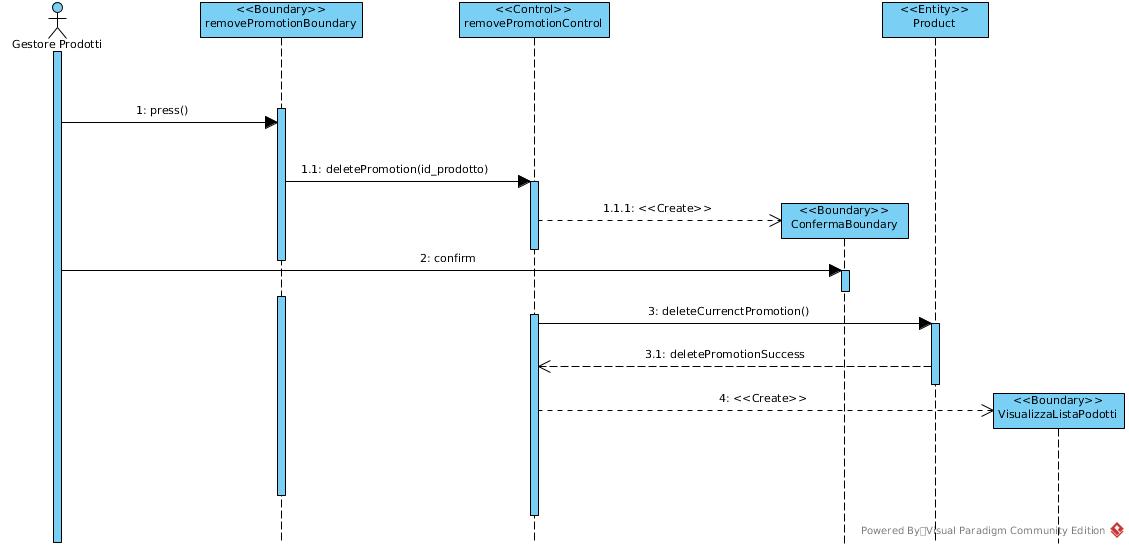 <<Boundary>>
removePromotionBoundary
<<Control>>
removePromotionControl
<<Entity>>
Product
Gestore Prodotti
1: press()
1.1: deletePromotion(id_prodotto)
1.1.1: <<Create>>
<<Boundary>>
ConfermaBoundary
2: confirm
3: deleteCurrenctPromotion()
3.1: deletePromotionSuccess
4: <<Create>>
<<Boundary>>
VisualizzaListaPodotti
Powered By Visual Paradigm Community Edition